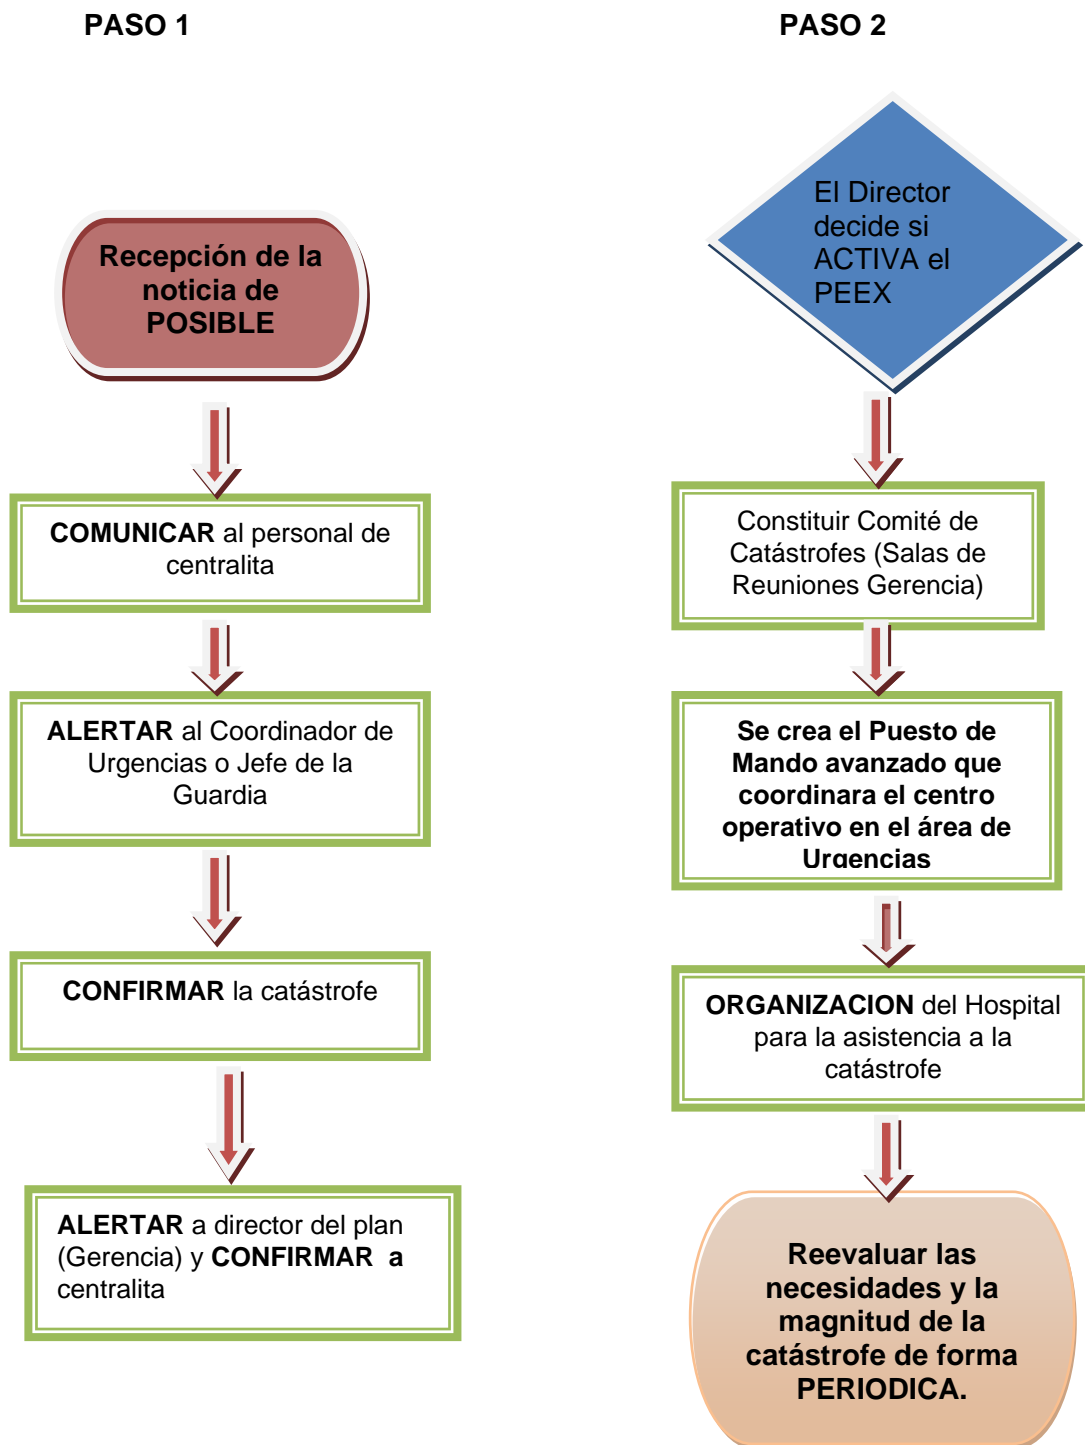 PASO 1
Recepción de la
noticia de
POSIBLE
COMUNICAR al personal de
centralita
ALERTAR al Coordinador de
Urgencias o Jefe de la
Guardia
CONFIRMAR la catástrofe
ALERTAR a director del plan
(Gerencia) y CONFIRMAR a
centralita
PASO 2
El Director
decide si
ACTIVA el
PEEX
Constituir Comité de
Catástrofes (Salas de
Reuniones Gerencia)
Se crea el Puesto de
Mando avanzado que
coordinara el centro
operativo en el área de
Urgencias
ORGANIZACION del Hospital
para la asistencia a la
catástrofe
Reevaluar las
necesidades y la
magnitud de la
catástrofe de forma
PERIODICA.